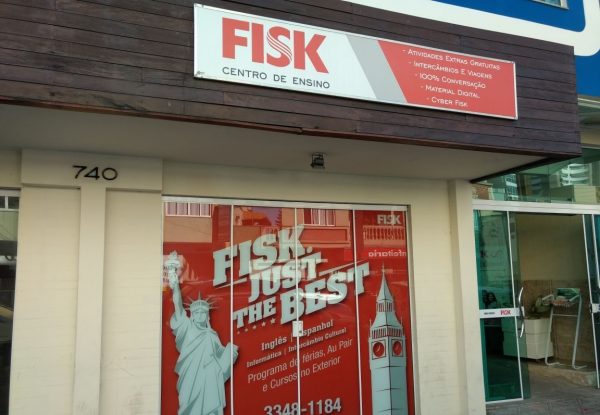 FISK
CENTRO DE ENSINO
- Atividades Extras Gratuitas
- Intercâmbios e Viagens
- 100% Conversação
- Material Digital
- Cyber Fisk
740
FISK
FISK,
JUST
THE BEST
Inglês | Espanhol
Informática | Intercâmbio Cultural
Programa de férias, Au Pair
e Cursos no Exterior
3348-1184
FISK